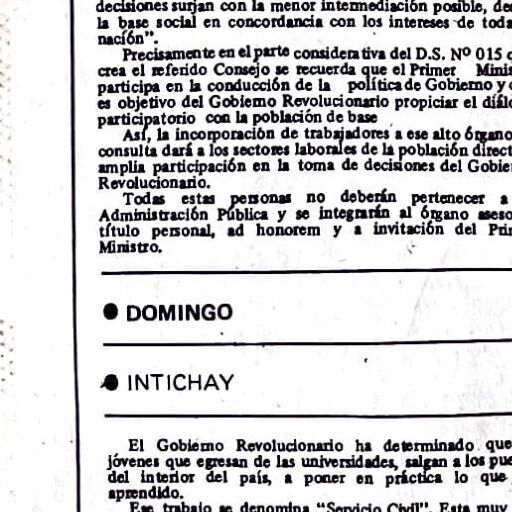 decisiones surjan con la menor intermediación posible, de
la base social en concordancia con los intereses de toda
nación”.
Precisamente en el parte considerativa del D.S. Nº 015
crea el referido Consejo se recuerda que el Primer Minis
participa en la conducción de la política de Gobierno y
es objetivo del Gobierno Revolucionario propiciar el diál
participatorio con la población de base
Así, la incorporación de trabajadores a ese alto órgano
consulta dará a los sectores laborales de la población direct
amplia participación en la toma de decisiones del Gobie
Revolucionario.
Todas estas personas no deberán pertenecer a
Administración Pública y se integrarán al órgano aseso
título personal, ad honorem y a invitación del Pri
Ministro.
● DOMINGO
● INTICHAY
El Gobierno Revolucionario ha determinado que
jóvenes que egresan de las universidades, salgan a los pue
del interior del país, a poner en práctica lo que
aprendido.
Ese trabajo se denomina “Servicio Civil”. Esta muy